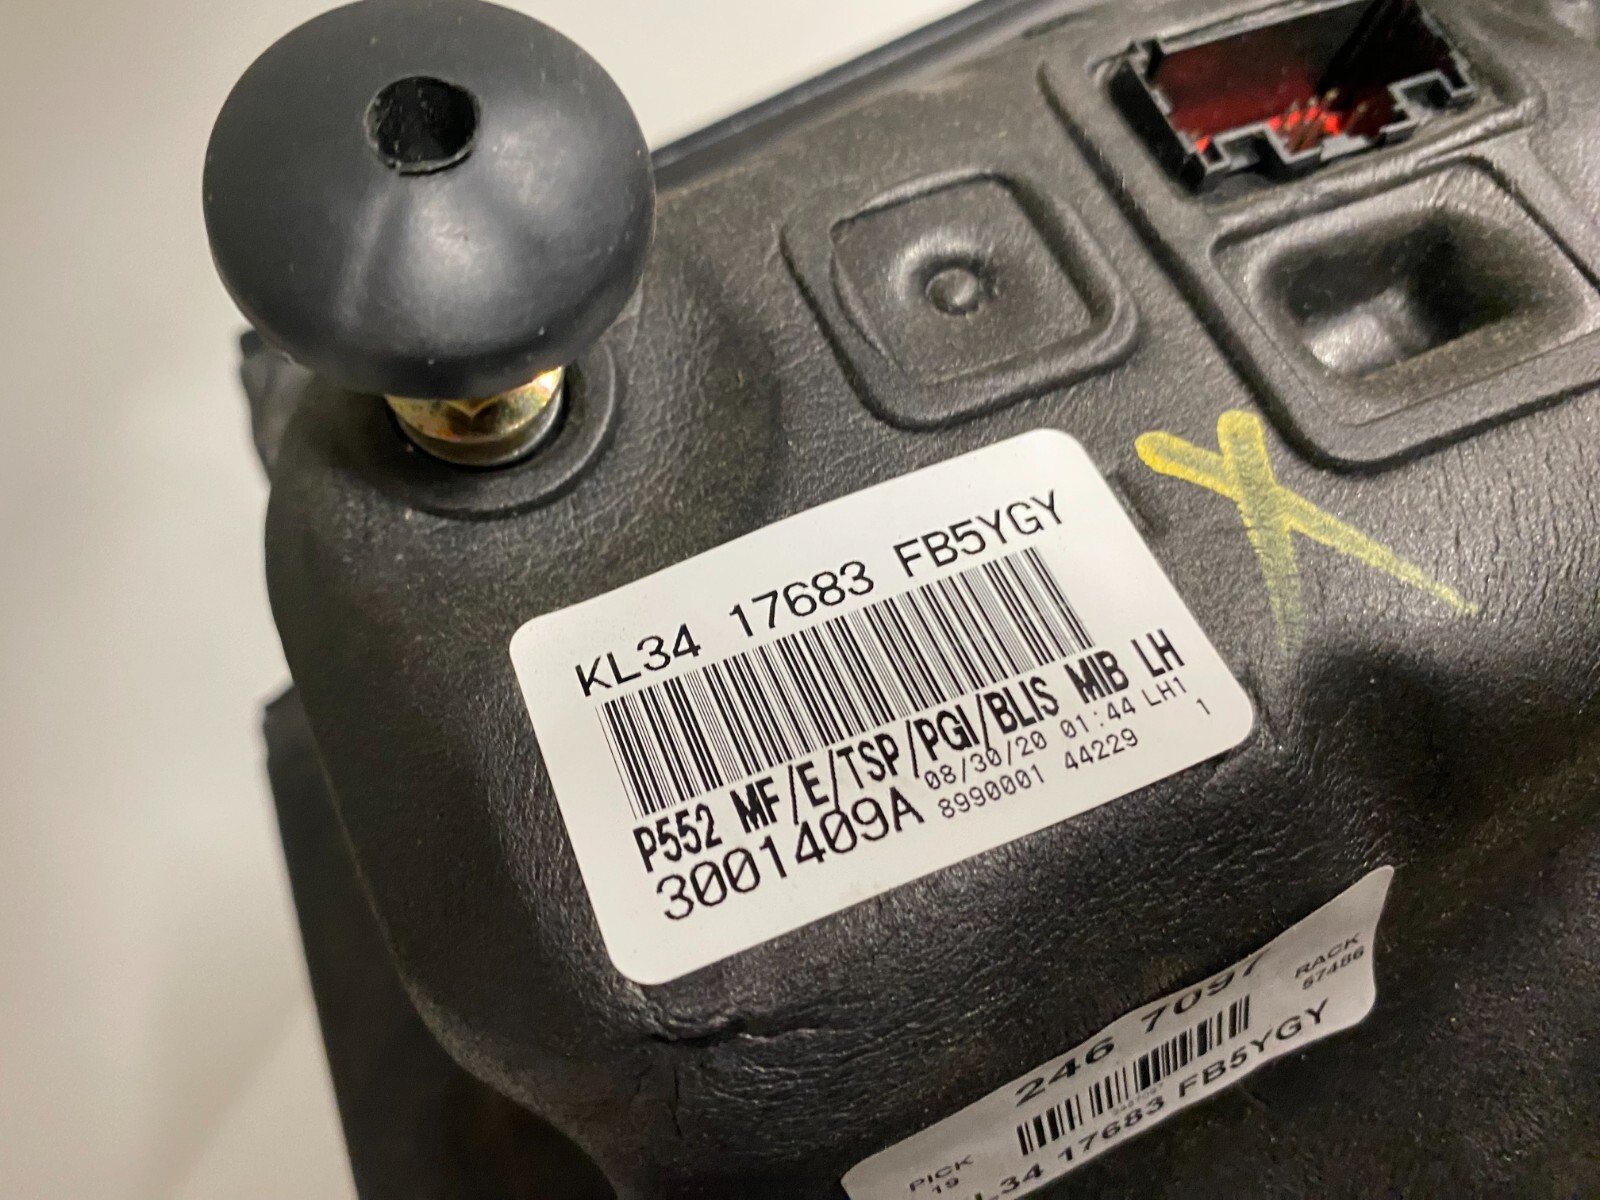 KL34 17683 FB5YGY
P552 MF/E/TSP/PGI/BLIS MIB LH
3001409A
08/30/20 01:44 LH1
8990001 44229 1
X
246 7097
RACK
57486
PICK
19
17683 FB5YGY